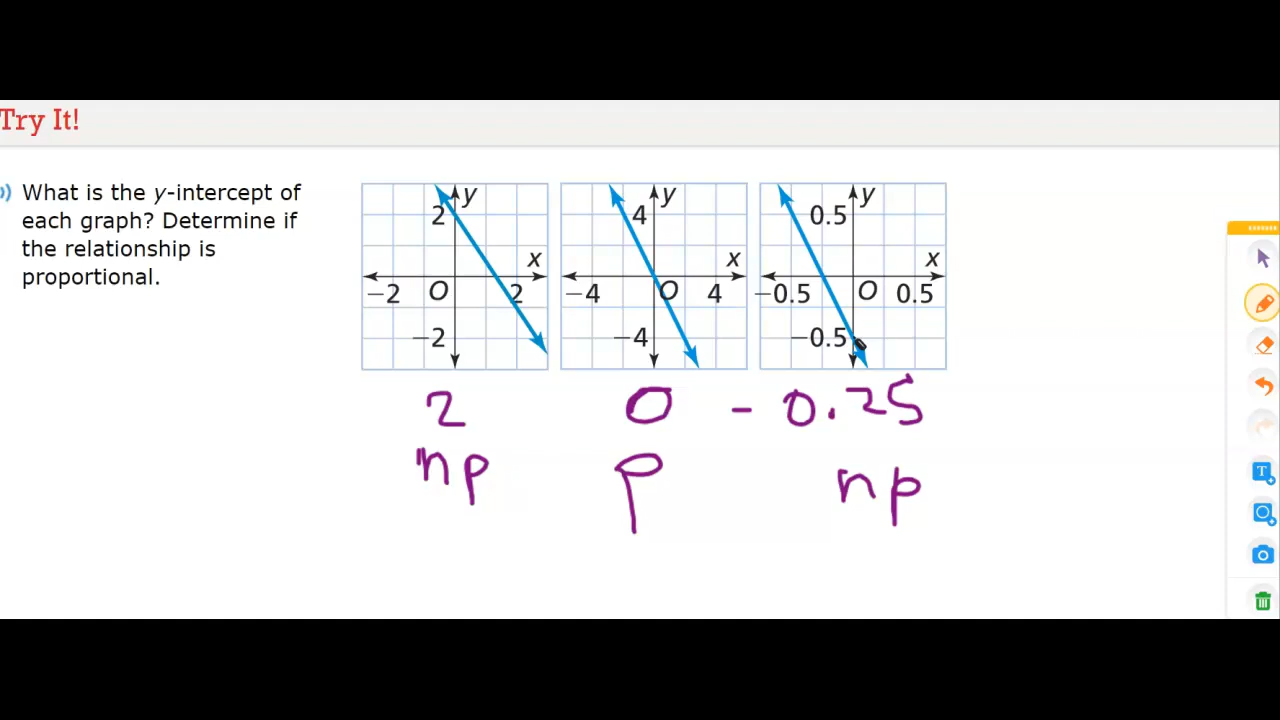 Try It!
What is the y-intercept of
each graph? Determine if
the relationship is
proportional.
y
2
x
−2 O 2
−2
y
4
x
−4 O 4
−4
y
0.5
x
−0.5 O 0.5
−0.5
2 0 - 0.25
np p np
T